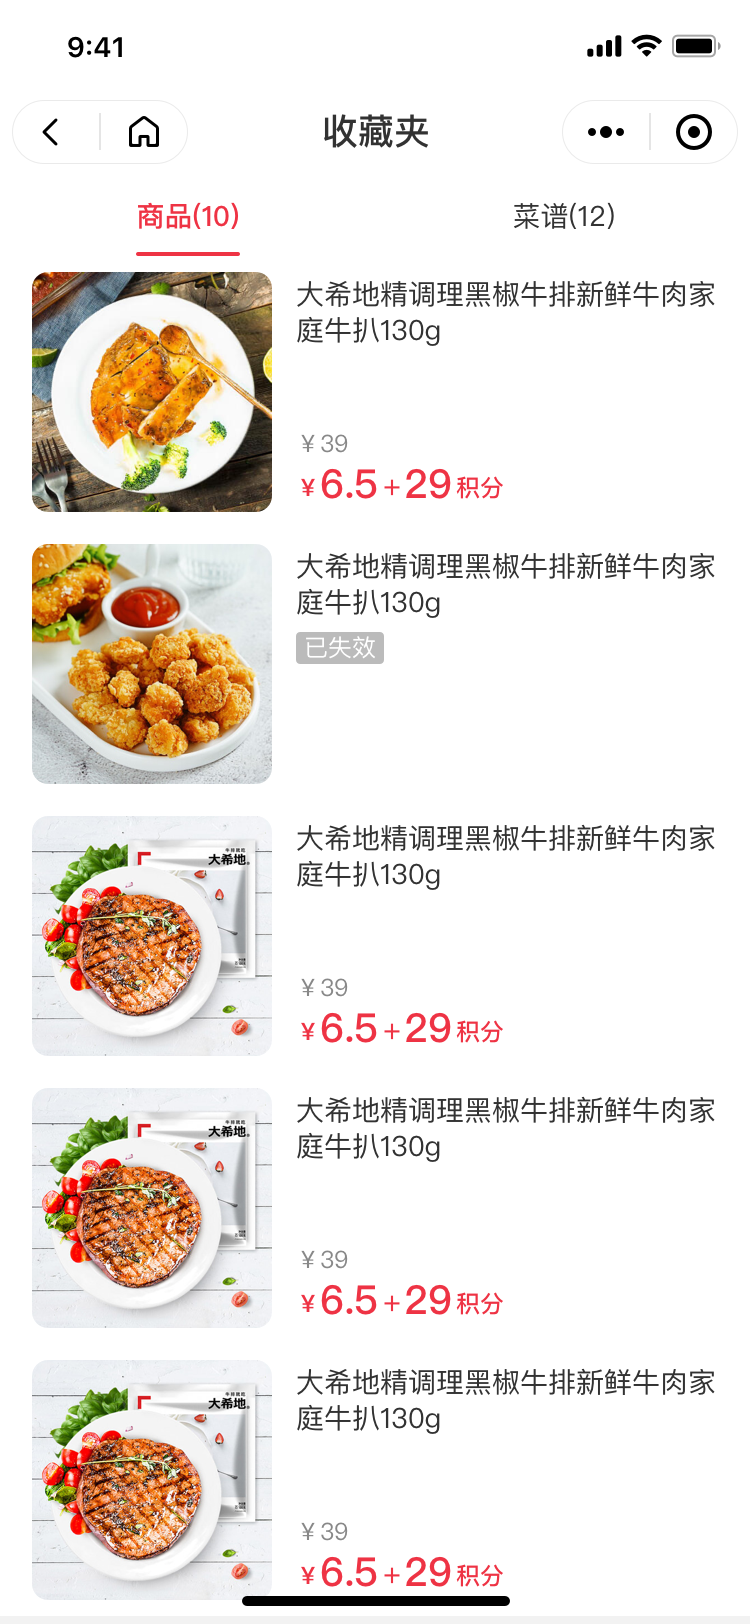 9:41
收藏夹
商品(10)
菜谱(12)
大希地精调理黑椒牛排新鲜牛肉家
庭牛扒130g
¥39
¥6.5+29积分
大希地精调理黑椒牛排新鲜牛肉家
庭牛扒130g
已失效
大希地
大希地精调理黑椒牛排新鲜牛肉家
庭牛扒130g
¥39
¥6.5+29积分
大希地
大希地精调理黑椒牛排新鲜牛肉家
庭牛扒130g
¥39
¥6.5+29积分
大希地
大希地精调理黑椒牛排新鲜牛肉家
庭牛扒130g
¥39
¥6.5+29积分